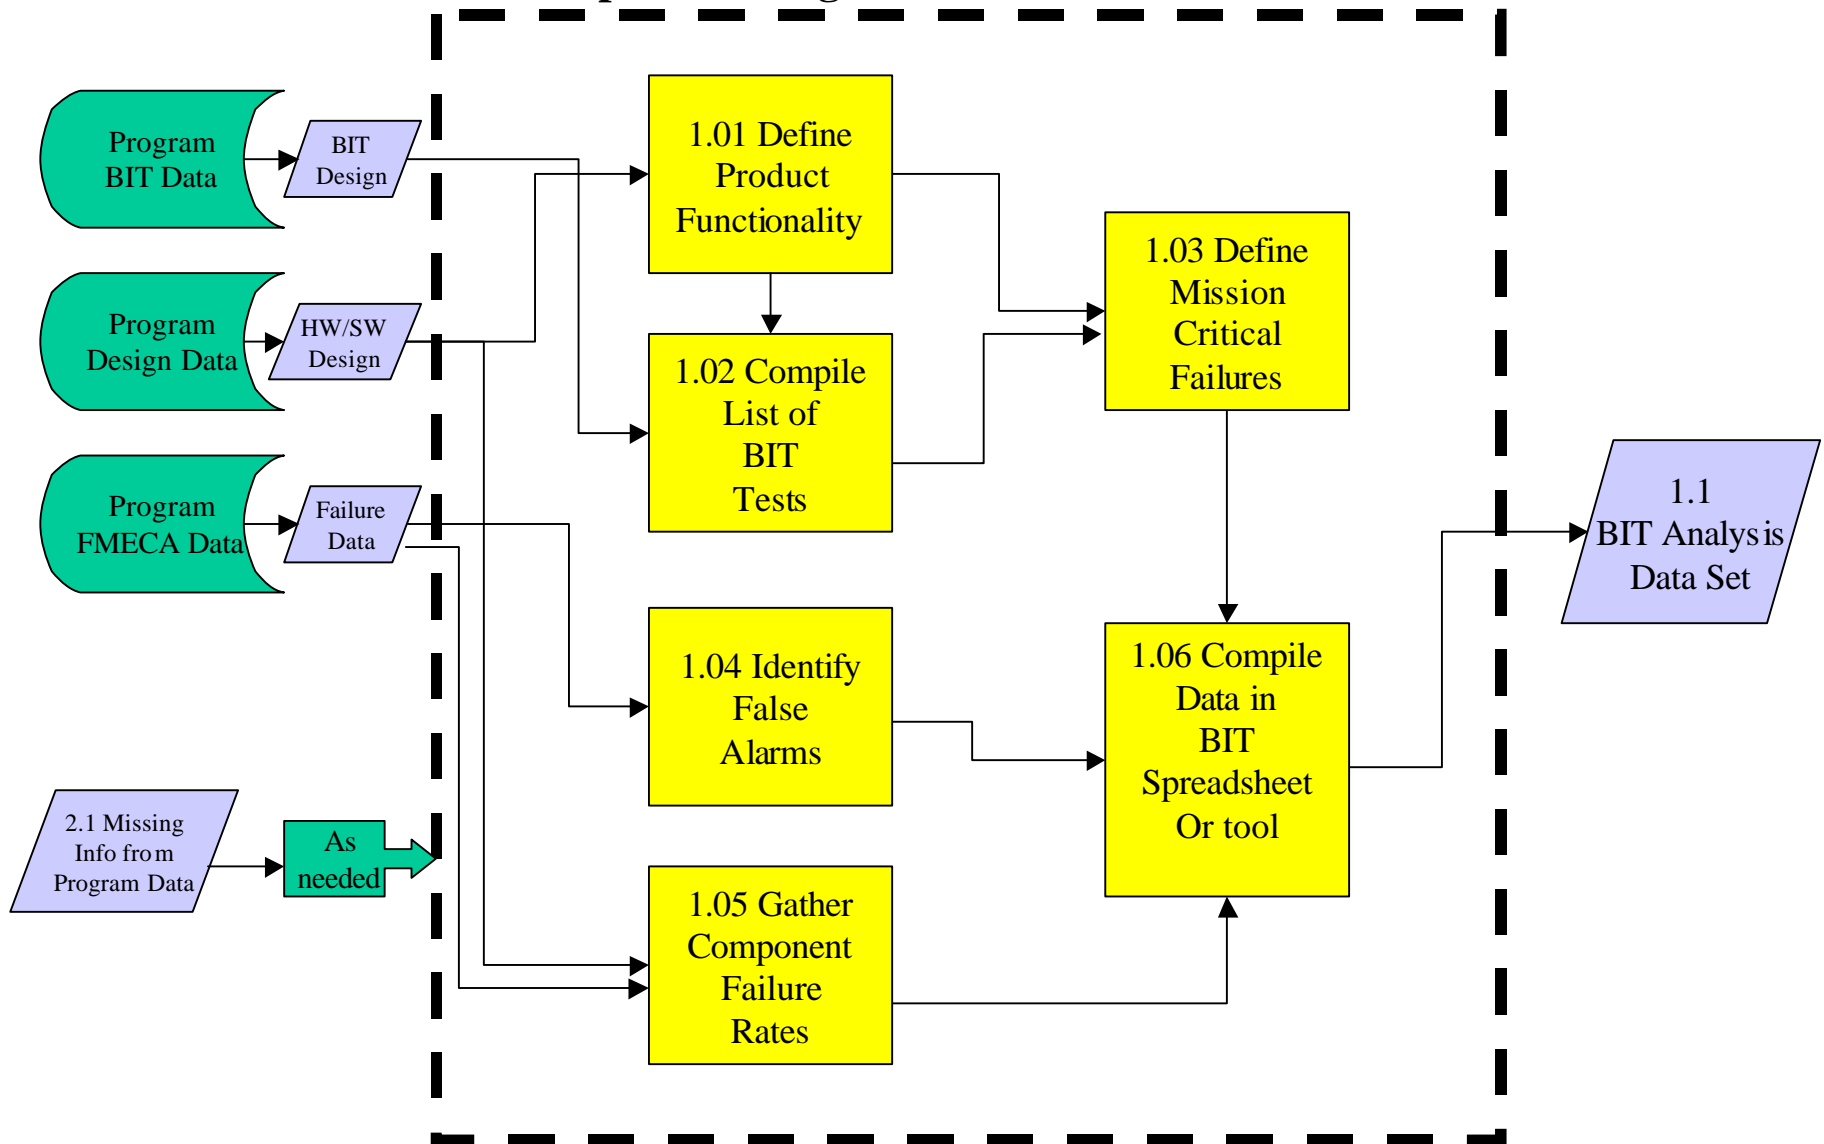 Program
BIT Data
BIT
Design
Program
Design Data
HW/SW
Design
Program
FMECA Data
Failure
Data
2.1 Missing
Info from
Program Data
As
needed
1.01 Define
Product
Functionality
1.02 Compile
List of
BIT
Tests
1.03 Define
Mission
Critical
Failures
1.04 Identify
False
Alarms
1.05 Gather
Component
Failure
Rates
1.06 Compile
Data in
BIT
Spreadsheet
Or tool
1.1
BIT Analysis
Data Set